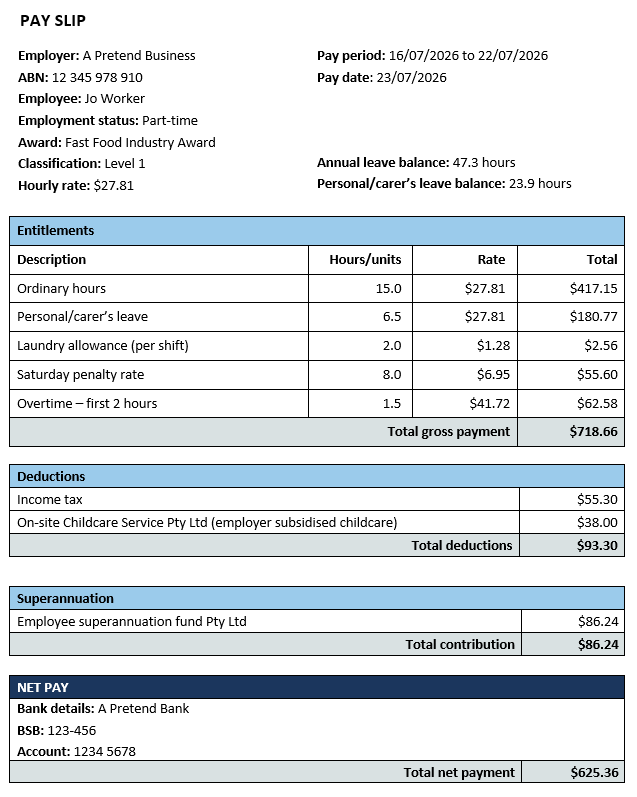 PAY SLIP
Employer: A Pretend Business
Pay period: 16/07/2026 to 22/07/2026
ABN: 12 345 978 910
Pay date: 23/07/2026
Employee: Jo Worker
Employment status: Part-time
Award: Fast Food Industry Award
Classification: Level 1
Annual leave balance: 47.3 hours
Hourly rate: $27.81
Personal/carer’s leave balance: 23.9 hours
Entitlements
Description Hours/units Rate Total
Ordinary hours 15.0 $27.81 $417.15
Personal/carer’s leave 6.5 $27.81 $180.77
Laundry allowance (per shift) 2.0 $1.28 $2.56
Saturday penalty rate 8.0 $6.95 $55.60
Overtime – first 2 hours 1.5 $41.72 $62.58
Total gross payment $718.66
Deductions
Income tax $55.30
On-site Childcare Service Pty Ltd (employer subsidised childcare) $38.00
Total deductions $93.30
Superannuation
Employee superannuation fund Pty Ltd $86.24
Total contribution $86.24
NET PAY
Bank details: A Pretend Bank
BSB: 123-456
Account: 1234 5678
Total net payment $625.36